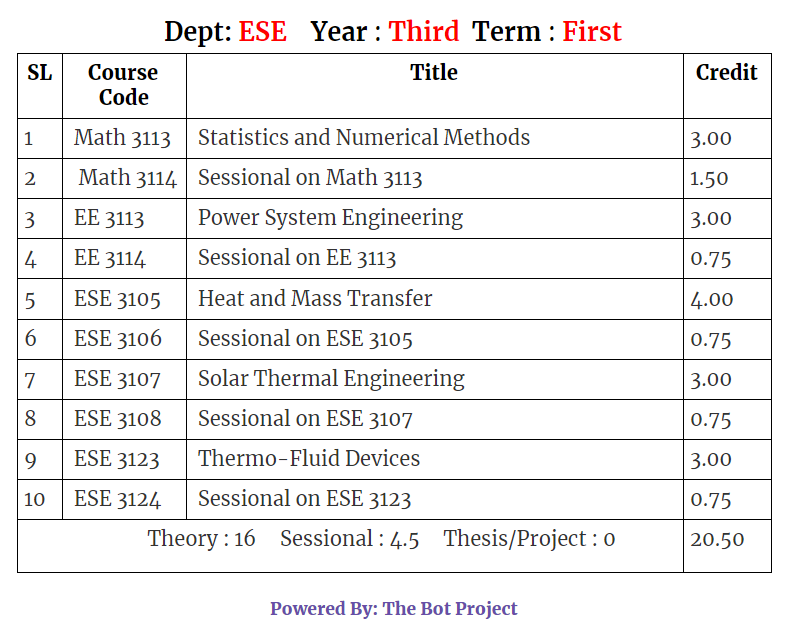 Dept: ESE Year : Third Term : First
SL Course Code Title Credit
1 Math 3113 Statistics and Numerical Methods 3.00
2 Math 3114 Sessional on Math 3113 1.50
3 EE 3113 Power System Engineering 3.00
4 EE 3114 Sessional on EE 3113 0.75
5 ESE 3105 Heat and Mass Transfer 4.00
6 ESE 3106 Sessional on ESE 3105 0.75
7 ESE 3107 Solar Thermal Engineering 3.00
8 ESE 3108 Sessional on ESE 3107 0.75
9 ESE 3123 Thermo-Fluid Devices 3.00
10 ESE 3124 Sessional on ESE 3123 0.75
Theory : 16 Sessional : 4.5 Thesis/Project : 0 20.50
Powered By: The Bot Project